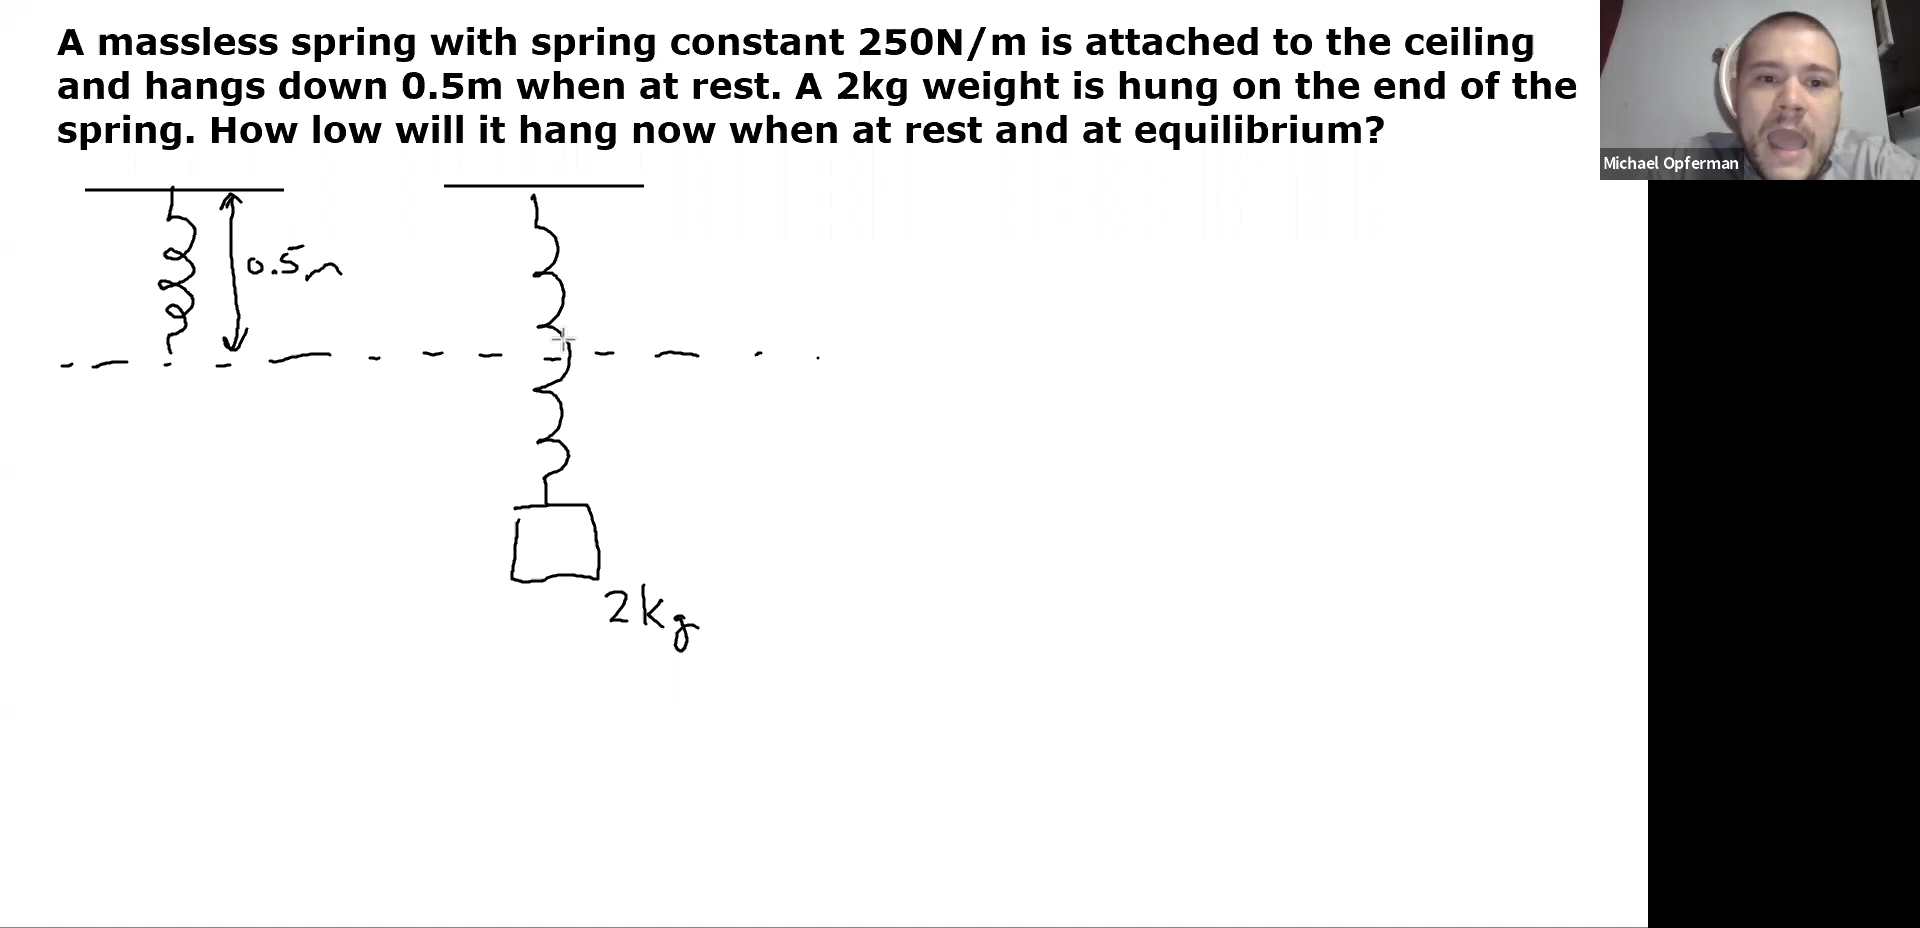 A massless spring with spring constant 250N/m is attached to the ceiling
and hangs down 0.5m when at rest. A 2kg weight is hung on the end of the
spring. How low will it hang now when at rest and at equilibrium?
Michael Opferman
0.5m
2kg